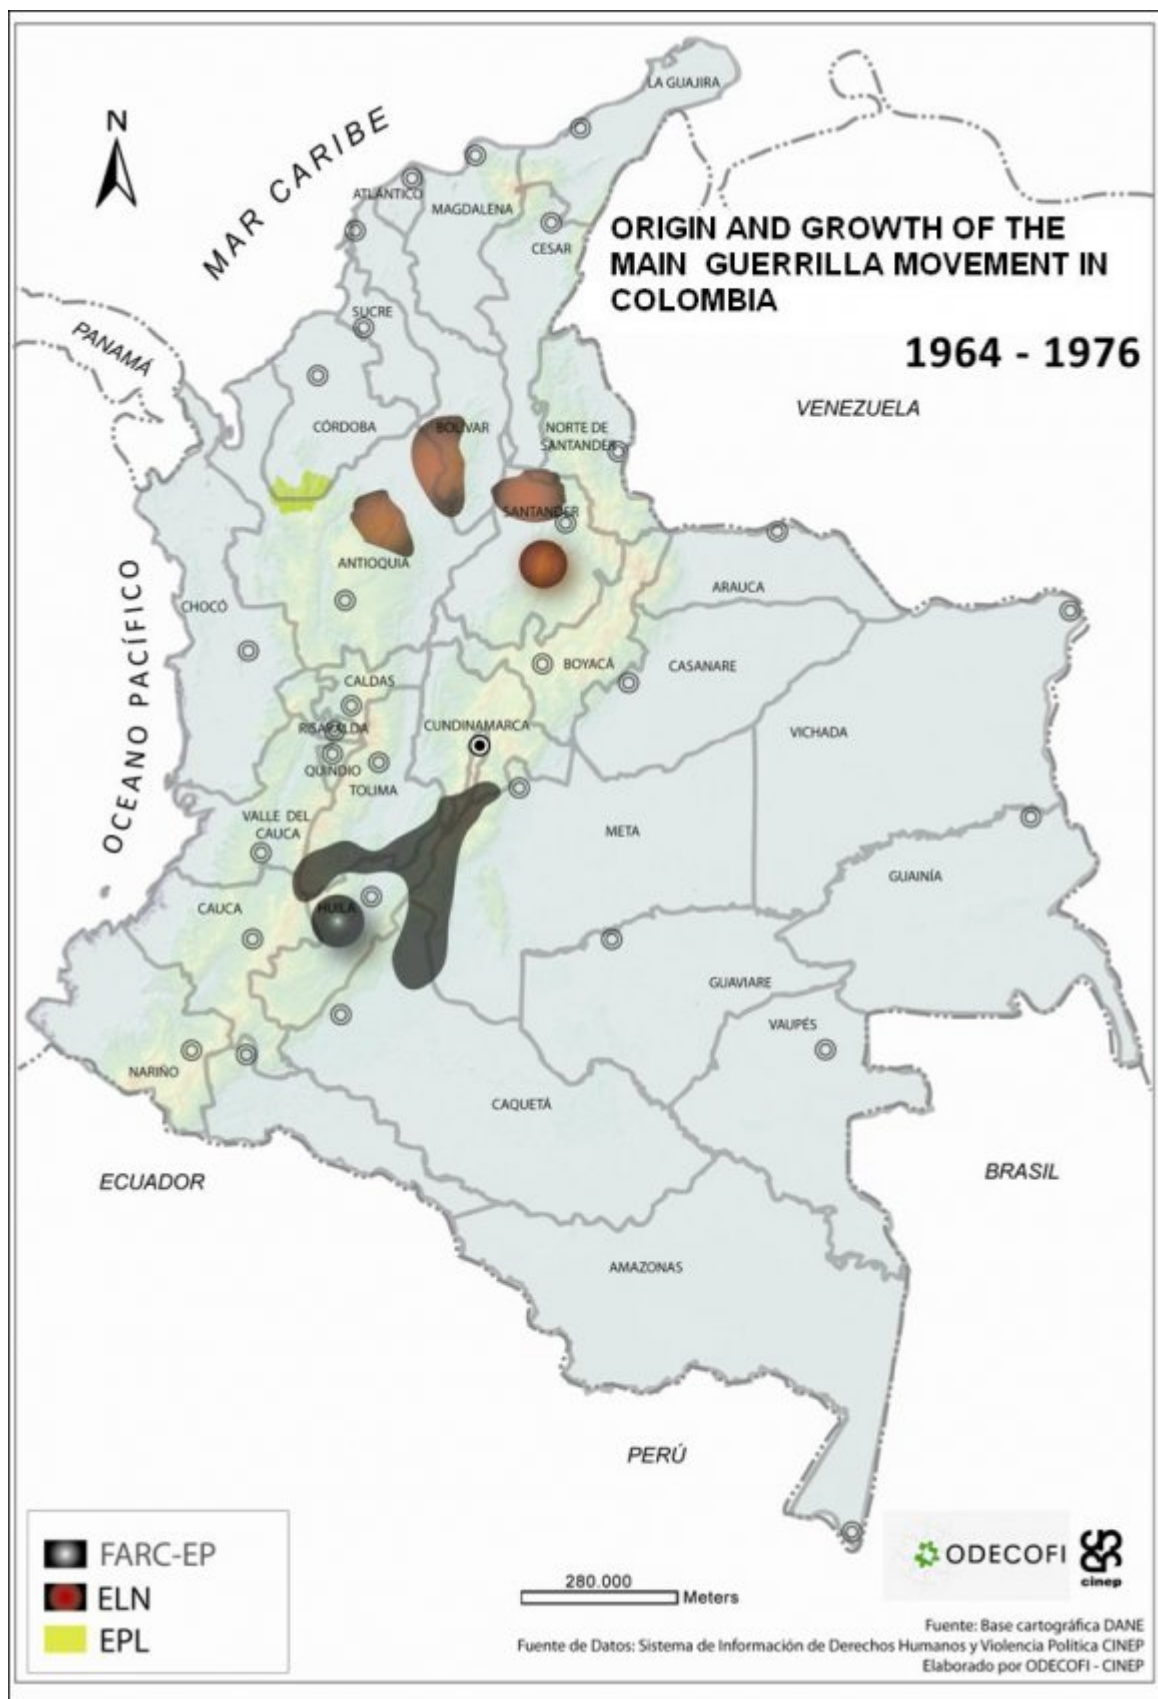 LA GUAJIRA
N
MAR CARIBE
ATLÁNTICO
MAGDALENA
CESAR
ORIGIN AND GROWTH OF THE
MAIN GUERRILLA MOVEMENT IN
COLOMBIA
1964 - 1976
SUCRE
PANAMÁ
VENEZUELA
CÓRDOBA
BOLÍVAR
NORTE DE
SANTANDER
SANTANDER
ANTIOQUIA
ARAUCA
CHOCÓ
OCEANO PACÍFICO
BOYACÁ
CASANARE
CALDAS
RISARALDA
CUNDINAMARCA
VICHADA
QUINDIO
TOLIMA
VALLE DEL
CAUCA
META
GUAINÍA
CAUCA
HUILA
GUAVIARE
VAUPÉS
NARIÑO
CAQUETÁ
ECUADOR
BRASIL
AMAZONAS
PERÚ
FARC-EP
ELN
EPL
280.000
Meters
ODECOFI
cinep
Fuente: Base cartográfica DANE
Fuente de Datos: Sistema de Información de Derechos Humanos y Violencia Política CINEP
Elaborado por ODECOFI - CINEP